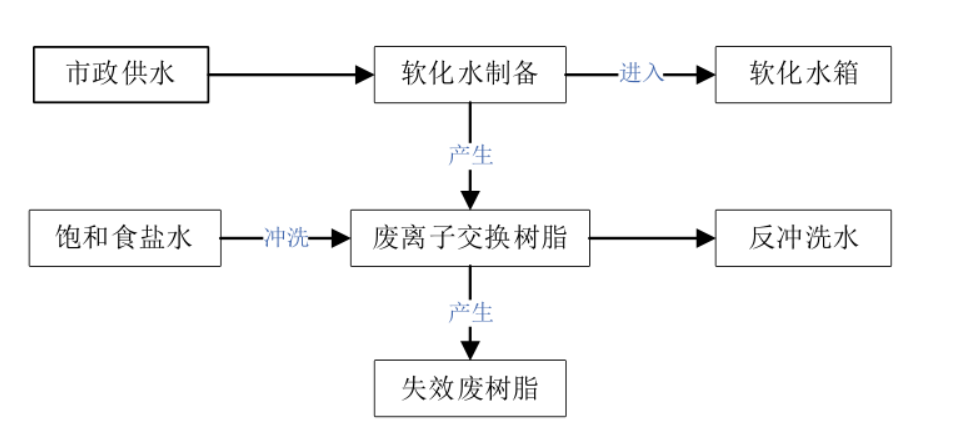 市政供水
软化水制备
进入
软化水箱
产生
饱和食盐水
冲洗
废离子交换树脂
反冲洗水
产生
失效废树脂